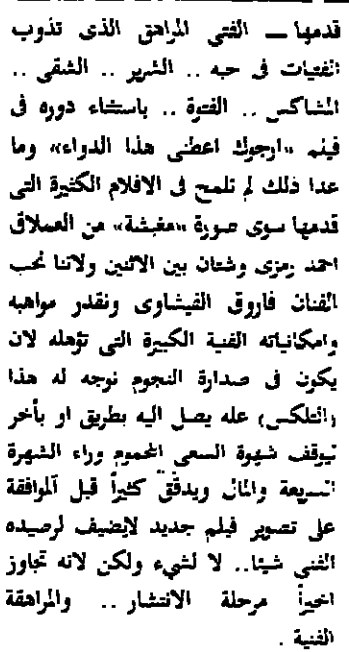 قدمها — الفتى المراهق الذى تذوب
الفتيات فى حبه .. الشرير .. الشقى ..
المشاكس .. الفتوة .. باستثناء دوره فى
فيلم «ارجوك اعطنى هذا الدواء» وما
عدا ذلك لم نلمح فى الافلام الكثيرة التى
قدمها سوى صورة «مغبشة» من العملاق
احمد رمزى وشتان بين الاثنين ولاننا نحب
الفنان فاروق الفيشاوى ونقدر مواهبه
وامكانياته الفنية الكبيرة التى تؤهله لان
يكون فى صدارة النجوم نوجه له هذا
(التلكس) عله يصل اليه بطريق او بأخر
ليوقف شهوة السعى المحموم وراء الشهرة
السريعة والمال ويدقق كثيراً قبل الموافقة
على تصوير فيلم جديد لايضيف لرصيده
الفنى شيئا.. لا لشيء ولكن لانه تجاوز
اخيراً مرحلة الانتشار .. والمراهقة
الفنية .